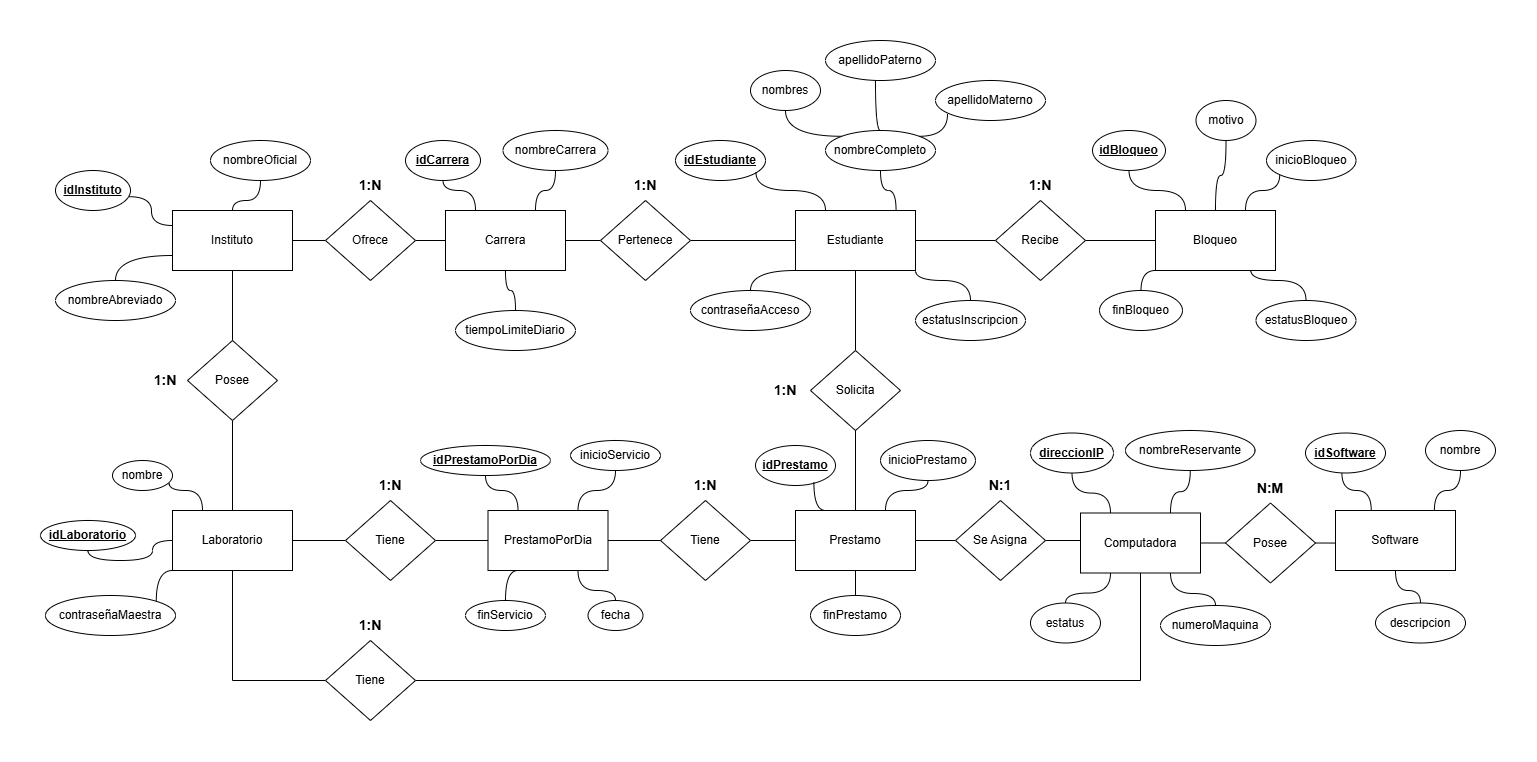 apellidoPaterno
nombres
apellidoMaterno
motivo
nombreOficial
idCarrera
nombreCarrera
idEstudiante
nombreCompleto
idBloqueo
inicioBloqueo
idInstituto
1:N
1:N
1:N
Instituto
Ofrece
Carrera
Pertenece
Estudiante
Recibe
Bloqueo
nombreAbreviado
tiempoLimiteDiario
contraseñaAcceso
estatusInscripcion
finBloqueo
estatusBloqueo
1:N
Posee
1:N
Solicita
nombre
idPrestamoPorDia
inicioServicio
idPrestamo
inicioPrestamo
direccionIP
nombreReservante
idSoftware
nombre
1:N
1:N
N:1
N:M
idLaboratorio
Laboratorio
Tiene
PrestamoPorDia
Tiene
Prestamo
Se Asigna
Computadora
Posee
Software
contraseñaMaestra
finServicio
fecha
finPrestamo
estatus
numeroMaquina
descripcion
1:N
Tiene